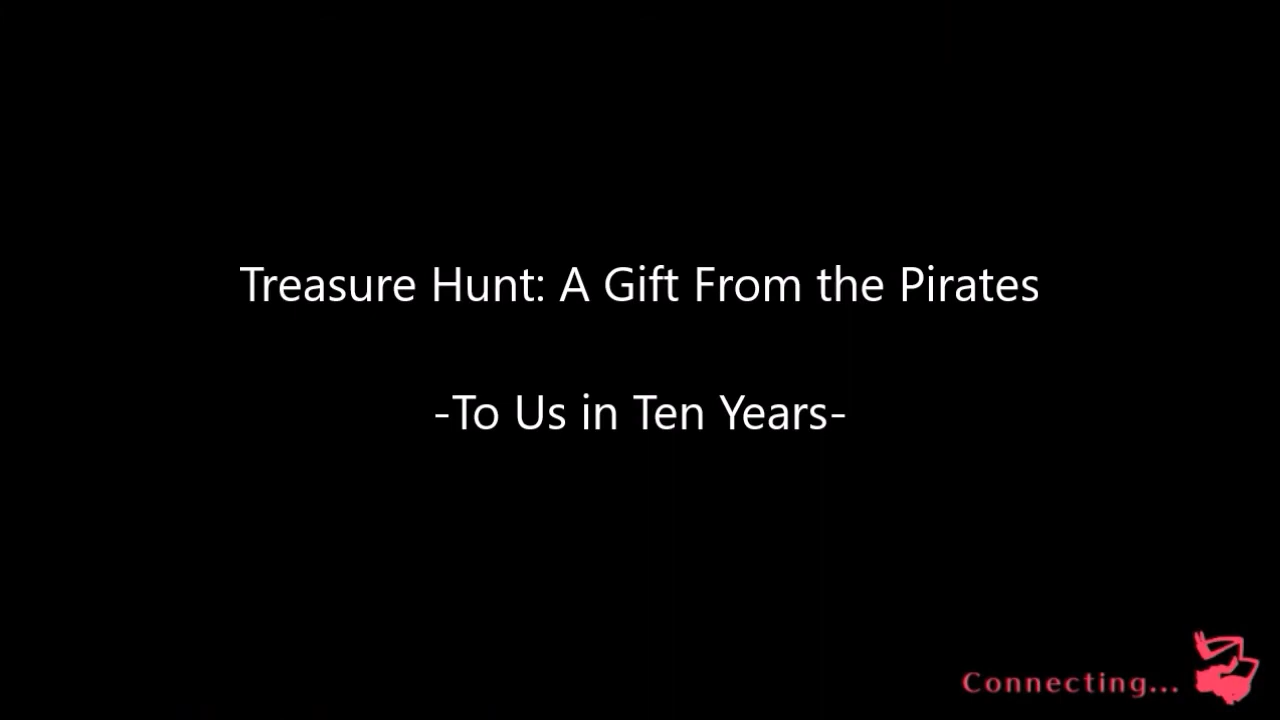 Treasure Hunt: A Gift From the Pirates
-To Us in Ten Years-
Connecting...